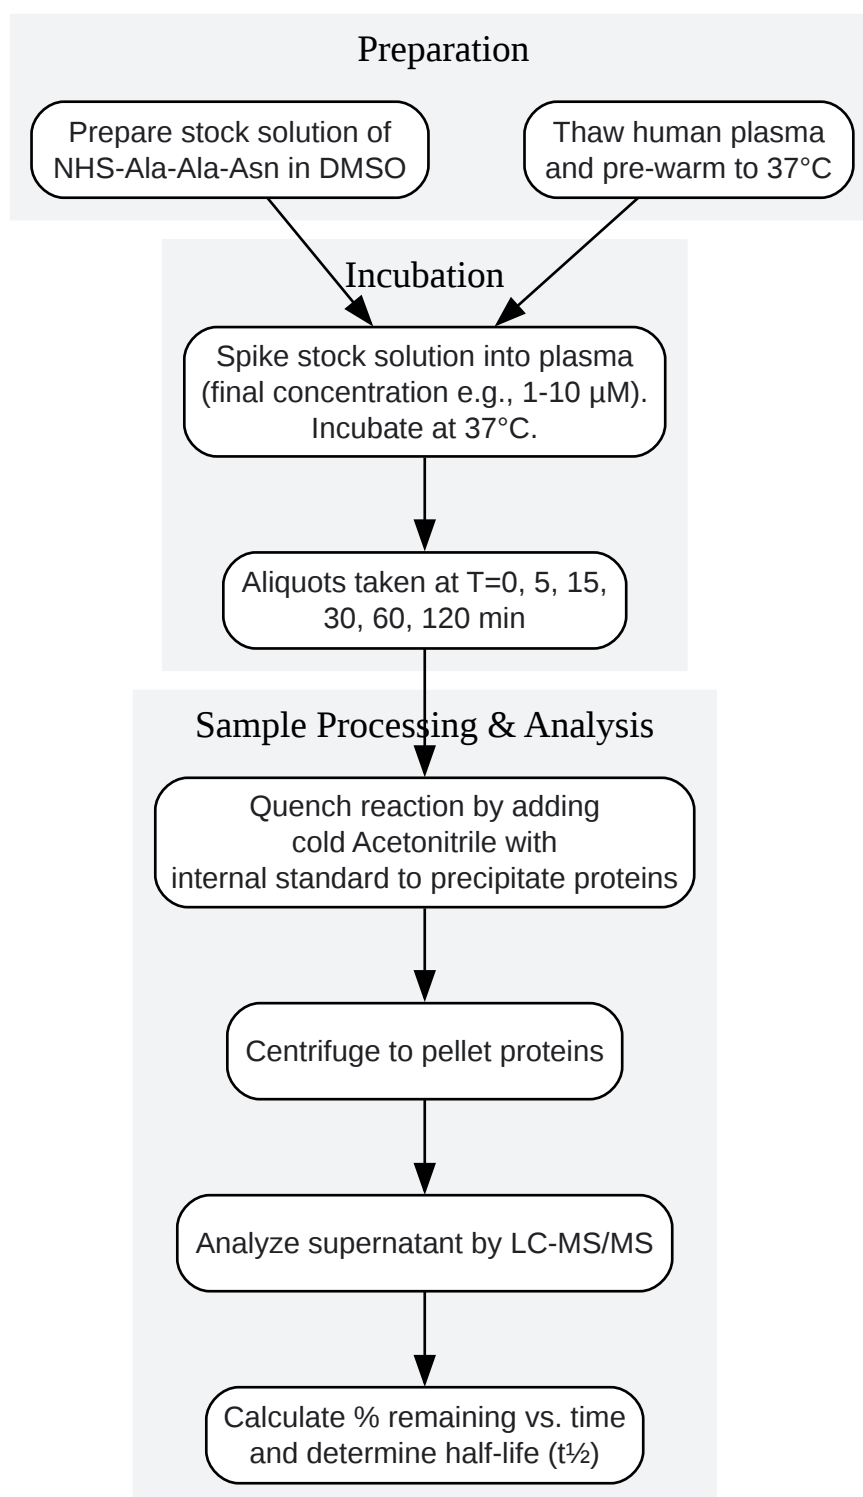 Preparation
Prepare stock solution of
NHS-Ala-Ala-Asn in DMSO
Thaw human plasma
and pre-warm to 37°C
Incubation
Spike stock solution into plasma
(final concentration e.g., 1-10 µM).
Incubate at 37°C.
Aliquots taken at T=0, 5, 15,
30, 60, 120 min
Sample Processing & Analysis
Quench reaction by adding
cold Acetonitrile with
internal standard to precipitate proteins
Centrifuge to pellet proteins
Analyze supernatant by LC-MS/MS
Calculate % remaining vs. time
and determine half-life (t½)